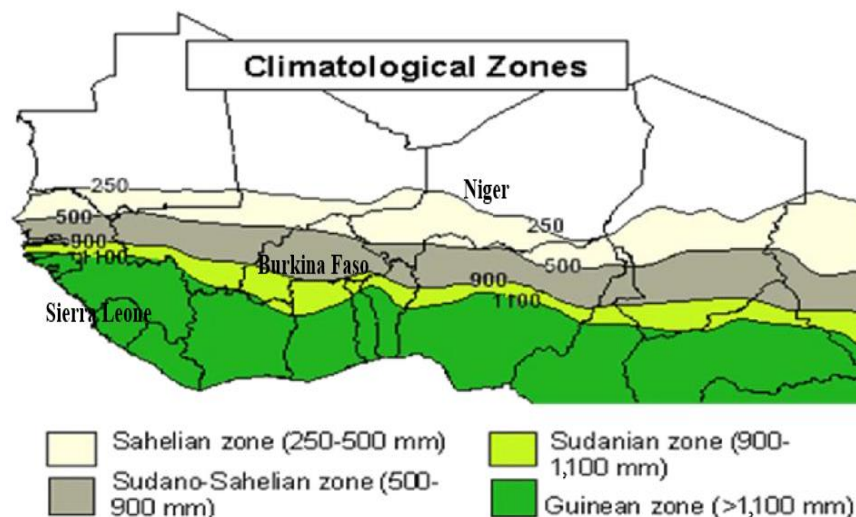 Climatological Zones
250
Niger
500
250
900
1100
Burkina Faso
500
900
1100
Sierra Leone
Sahelian zone (250-500 mm)
Sudano-Sahelian zone (500-
900 mm)
Sudanian zone (900-
1,100 mm)
Guinean zone (>1,100 mm)